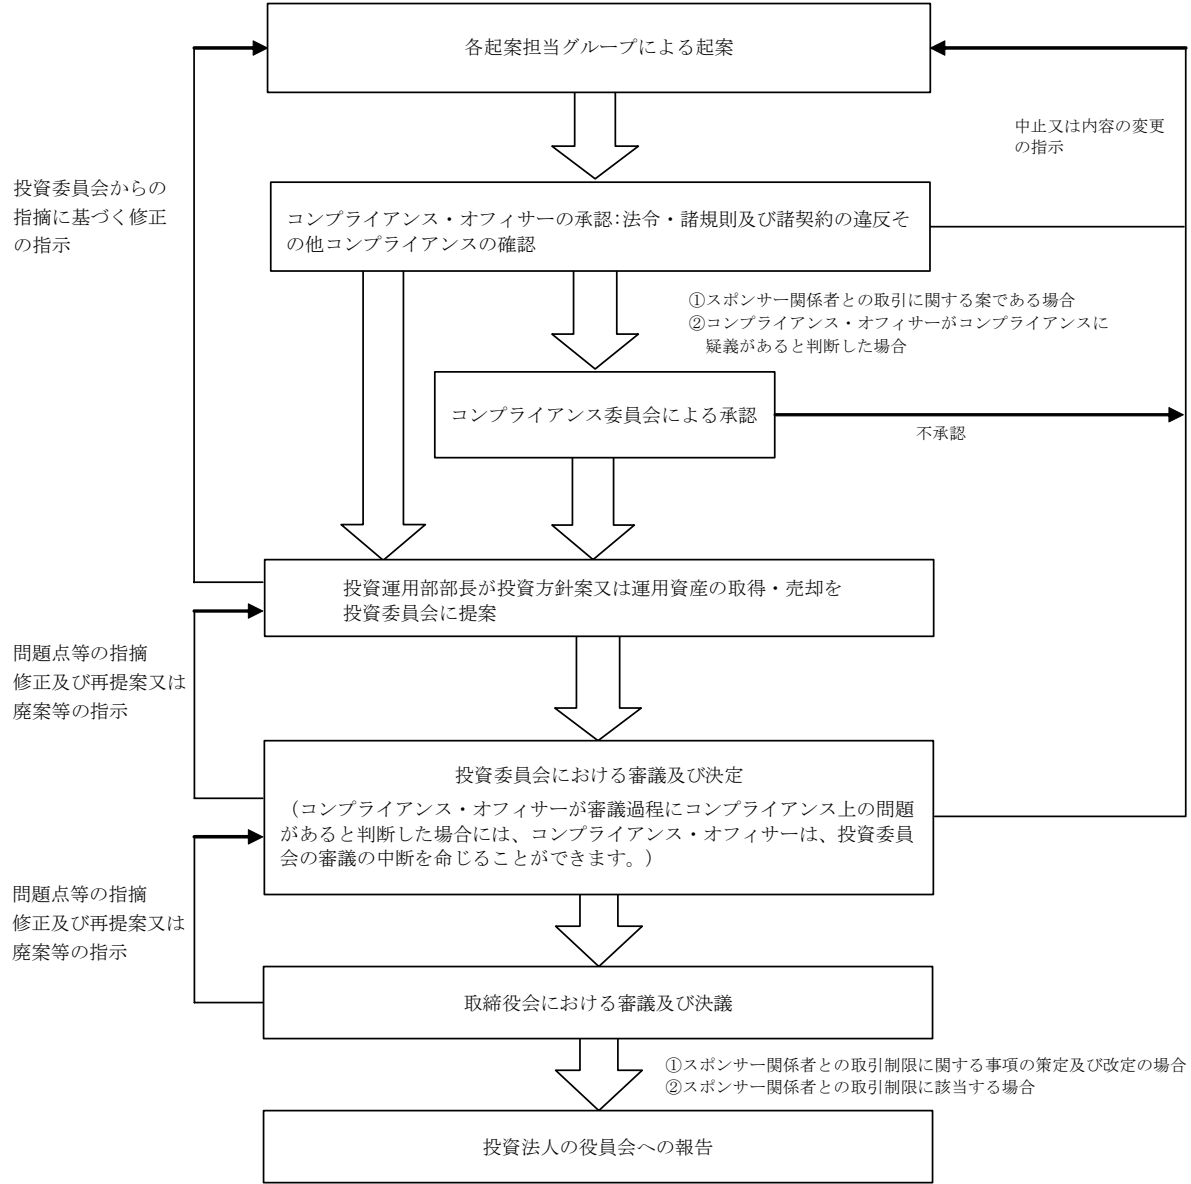 各起案担当グループによる起案
中止又は内容の変更
の指示
投資委員会からの
指摘に基づく修正
の指示
コンプライアンス・オフィサーの承認:法令・諸規則及び諸契約の違反そ
の他コンプライアンスの確認
①スポンサー関係者との取引に関する案である場合
②コンプライアンス・オフィサーがコンプライアンスに
疑義があると判断した場合
コンプライアンス委員会による承認
不承認
投資運用部部長が投資方針案又は運用資産の取得・売却を
投資委員会に提案
問題点等の指摘
修正及び再提案又は
廃案等の指示
投資委員会における審議及び決定
（コンプライアンス・オフィサーが審議過程にコンプライアンス上の問題
があると判断した場合には、コンプライアンス・オフィサーは、投資委員
会の審議の中断を命じることができます。）
問題点等の指摘
修正及び再提案又は
廃案等の指示
取締役会における審議及び決議
①スポンサー関係者との取引制限に関する事項の策定及び改定の場合
②スポンサー関係者との取引制限に該当する場合
投資法人の役員会への報告